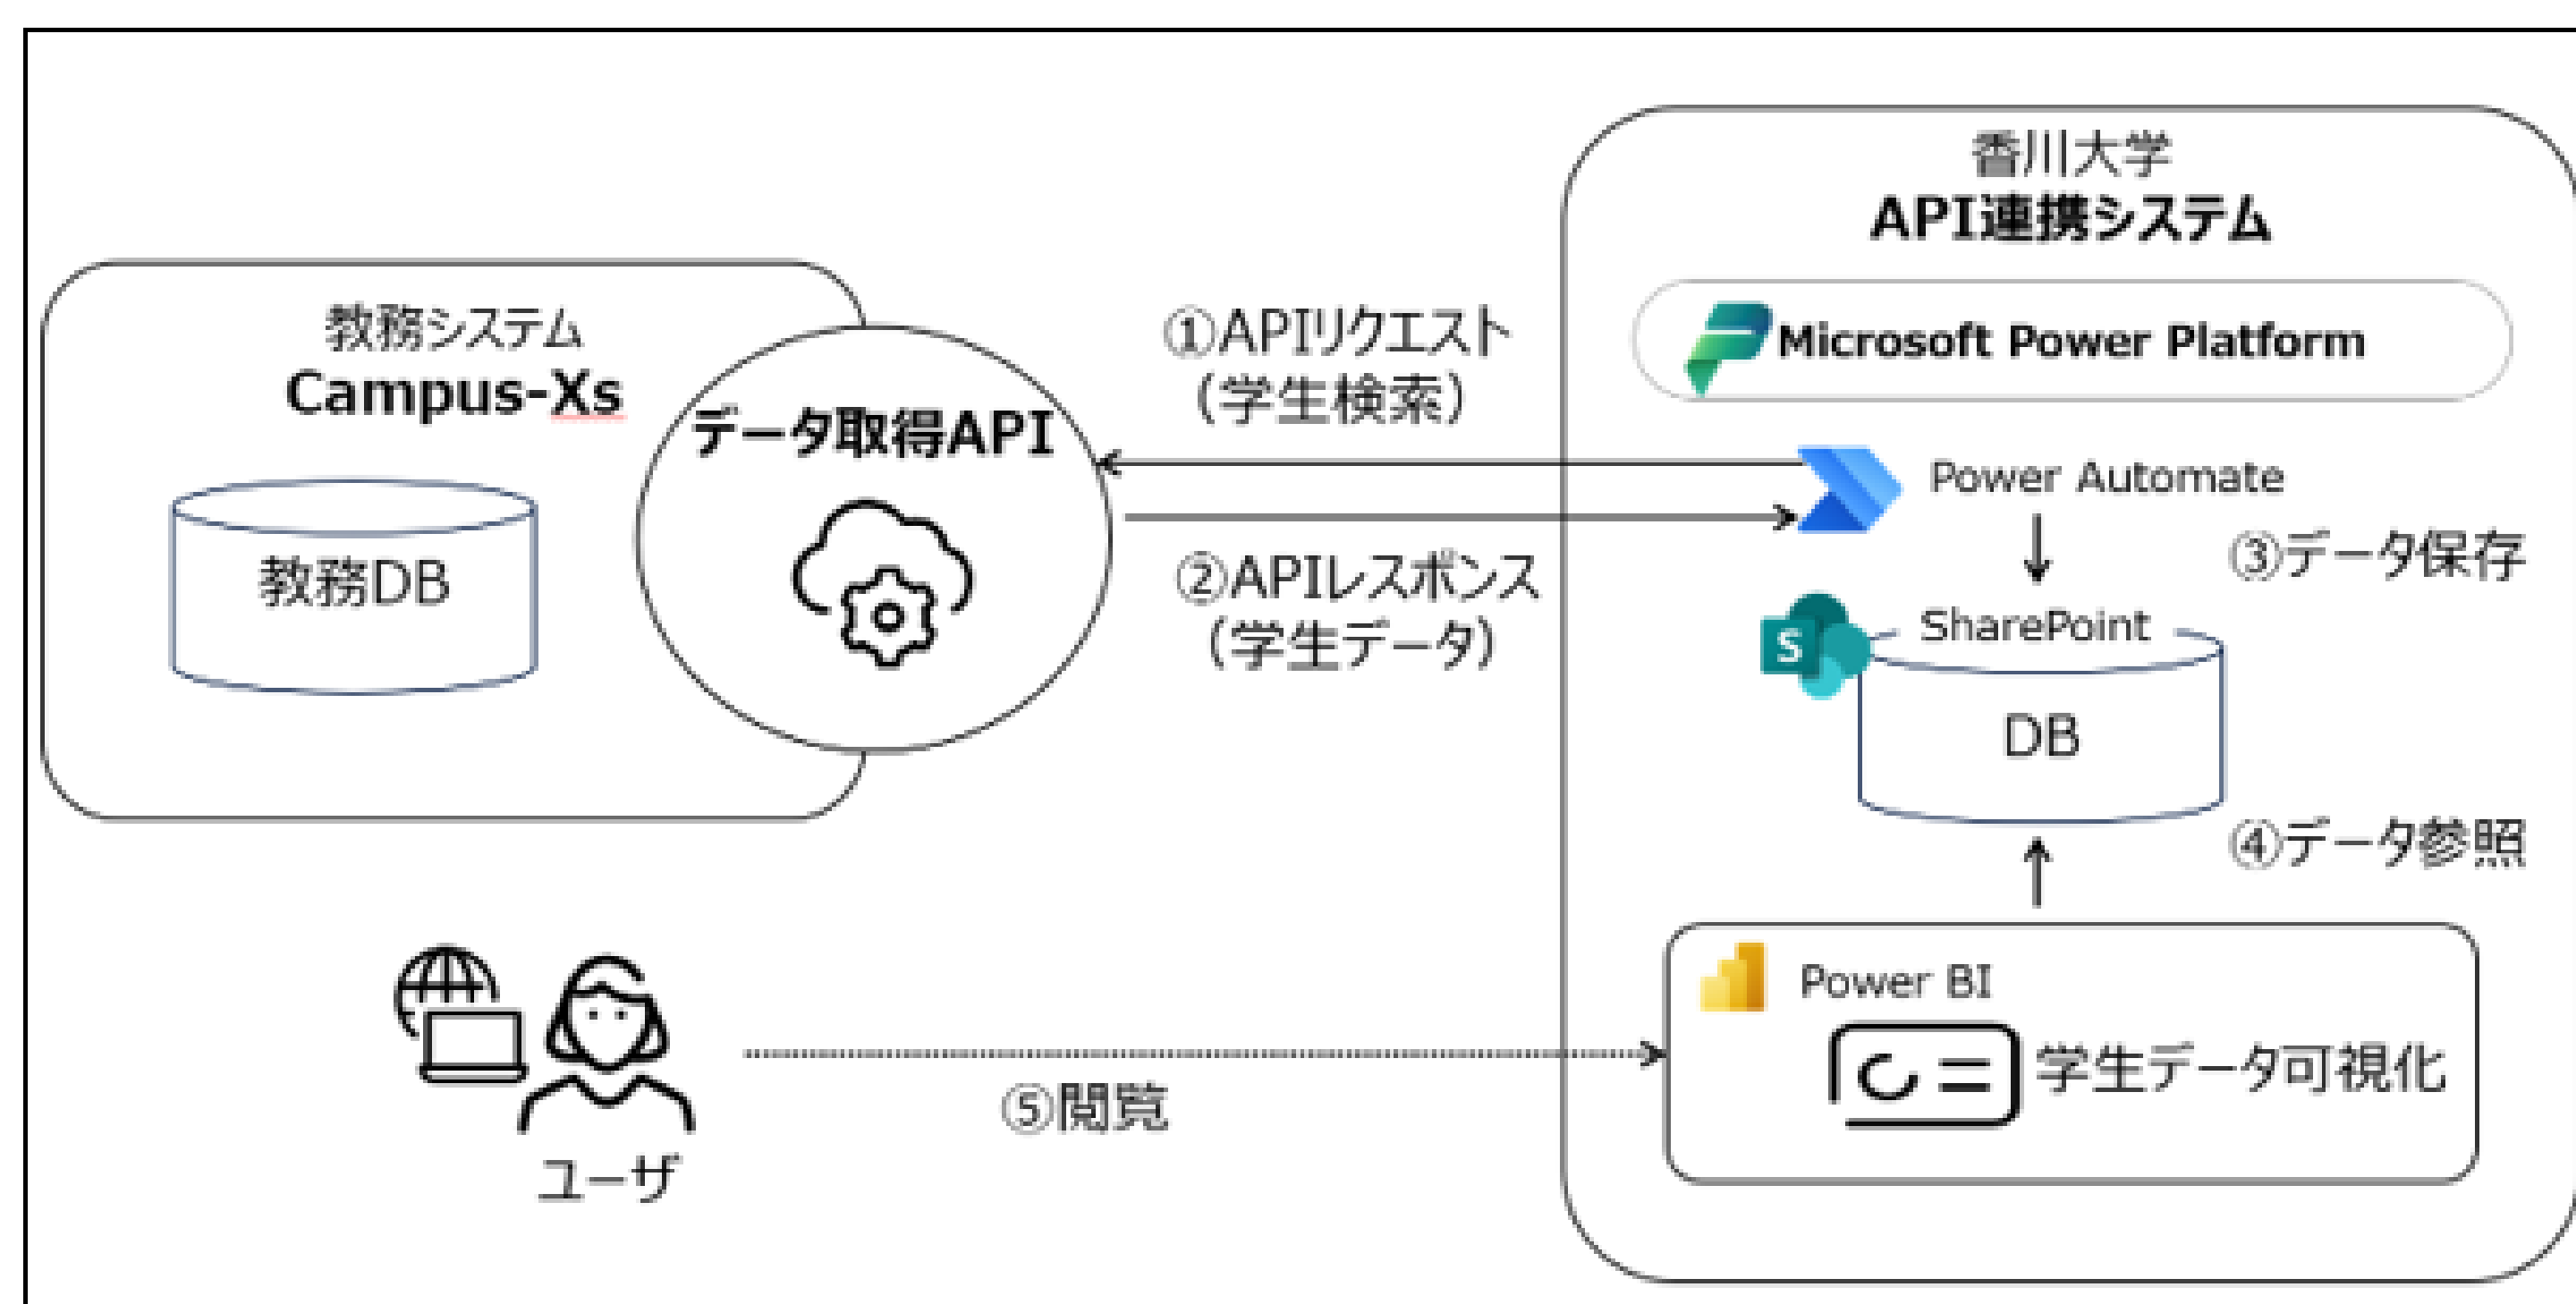 教務システム
Campus-Xs
教務DB
データ取得API
①APIリクエスト
(学生検索)
②APIレスポンス
(学生データ)
香川大学
API連携システム
Microsoft Power Platform
Power Automate
③データ保存
S
SharePoint
DB
④データ参照
Power BI
学生データ可視化
⑤閲覧
ユーザ